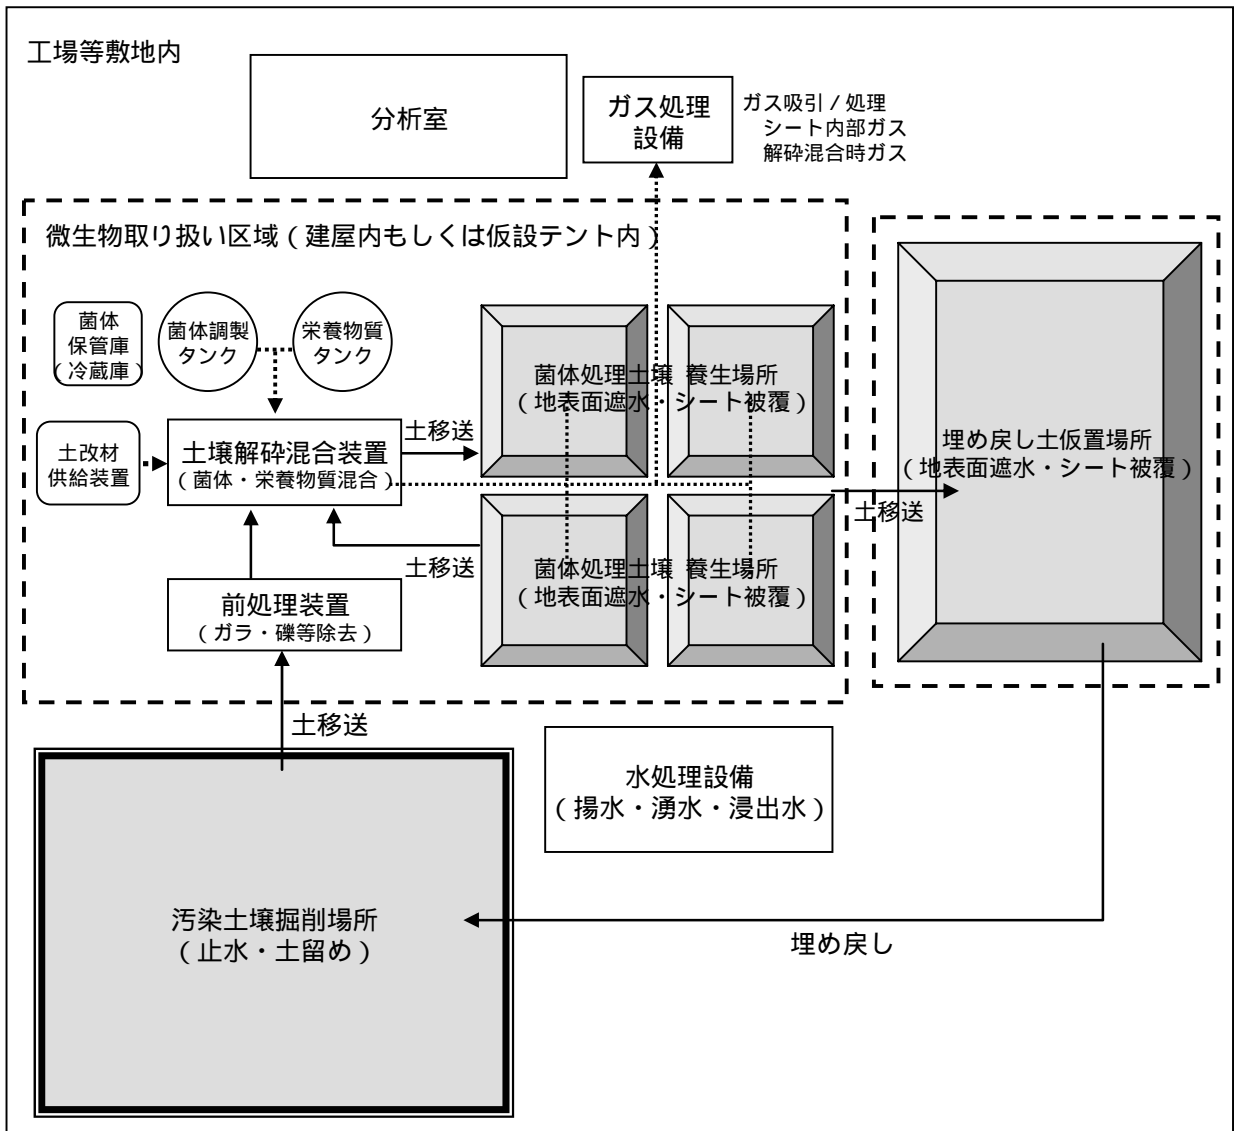 工場等敷地内
分析室
ガス処理
設備
ガス吸引/処理
シート内部ガス
解砕混合時ガス
微生物取り扱い区域(建屋内もしくは仮設テント内)
菌体
保管庫
(冷蔵庫)
菌体調製
タンク
栄養物質
タンク
土改材
供給装置
土壌解砕混合装置
(菌体・栄養物質混合)
土移送
菌体処理土壌 養生場所
(地表面遮水・シート被覆)
土移送
菌体処理土壌 養生場所
(地表面遮水・シート被覆)
土移送
埋め戻し土仮置場所
(地表面遮水・シート被覆)
前処理装置
(ガラ・礫等除去)
土移送
水処理設備
(揚水・湧水・浸出水)
汚染土壌掘削場所
(止水・土留め)
埋め戻し